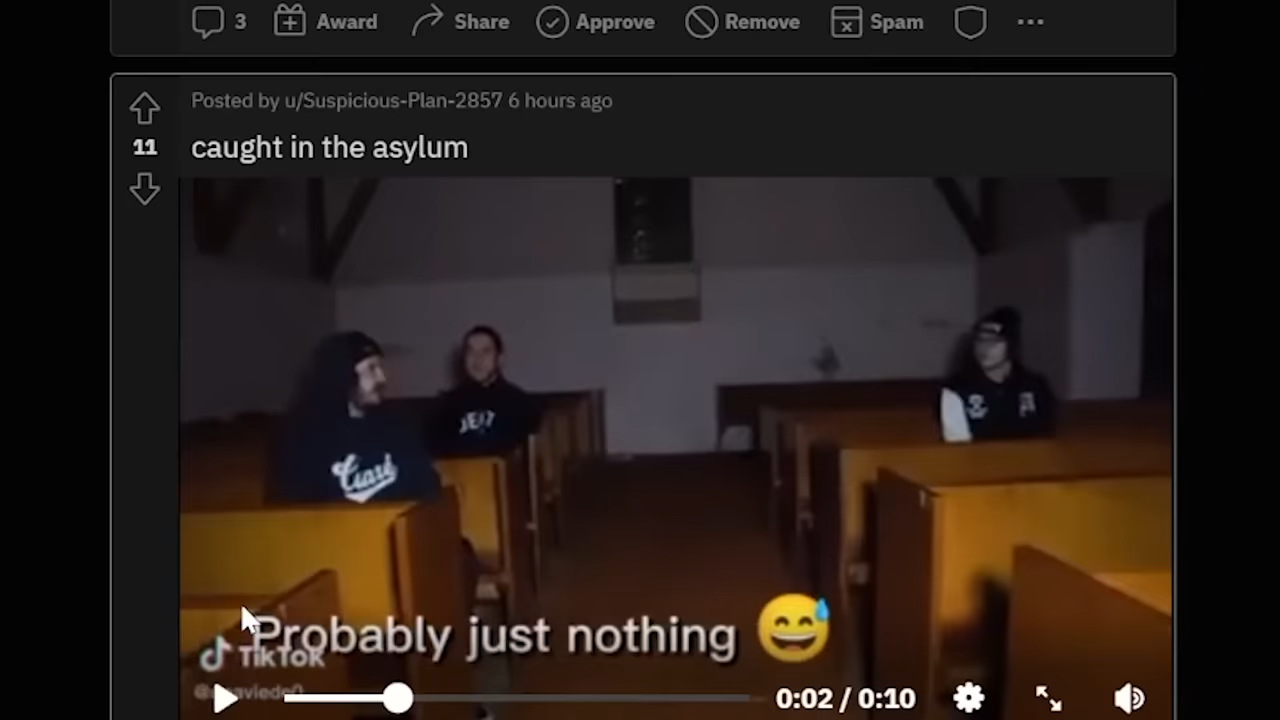 3 Award Share Approve Remove Spam
Posted by u/Suspicious-Plan-2857 6 hours ago
11
caught in the asylum
Probably just nothing 😅
TikTok
0:02 / 0:10